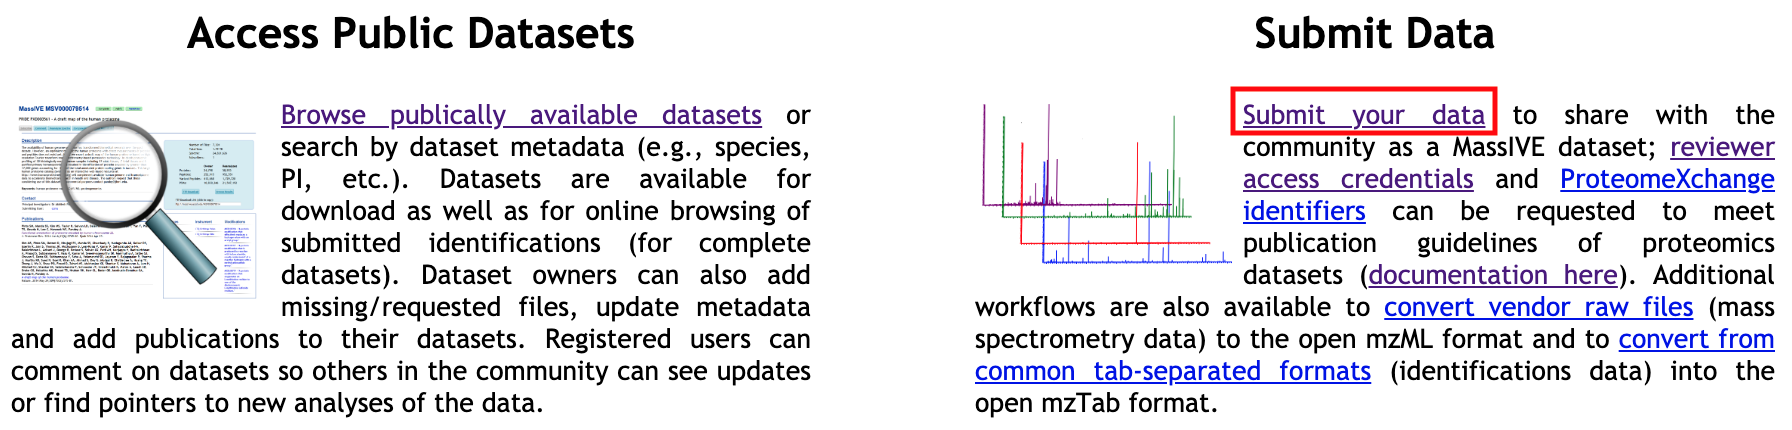 Access Public Datasets
Browse publically available datasets or
search by dataset metadata (e.g., species,
PI, etc.). Datasets are available for
download as well as for online browsing of
submitted identifications (for complete
datasets). Dataset owners can also add
missing/requested files, update metadata
and add publications to their datasets. Registered users can
comment on datasets so others in the community can see updates
or find pointers to new analyses of the data.
MassIVE MSV000079514
Description
Contact
Publications
Submit Data
Submit your data to share with the
community as a MassIVE dataset; reviewer
access credentials and ProteomeXchange
identifiers can be requested to meet
publication guidelines of proteomics
datasets (documentation here). Additional
workflows are also available to convert vendor raw files (mass
spectrometry data) to the open mzML format and to convert from
common tab-separated formats (identifications data) into the
open mzTab format.